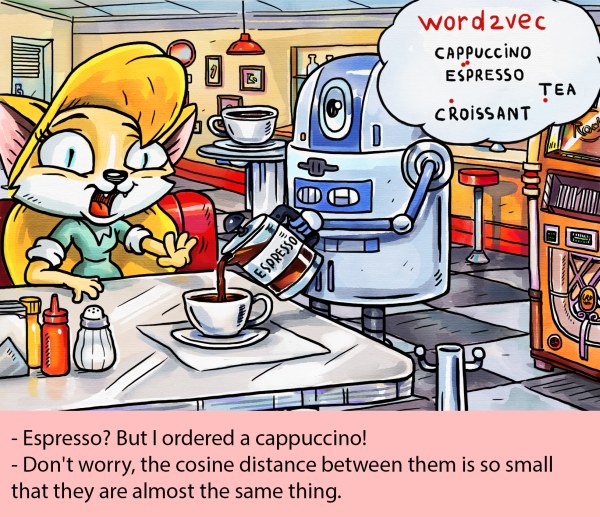 word2vec
CAPPUCCINO
ESPRESSO
TEA
CROISSANT
ESPRESSO
- Espresso? But I ordered a cappuccino!
- Don't worry, the cosine distance between them is so small
that they are almost the same thing.